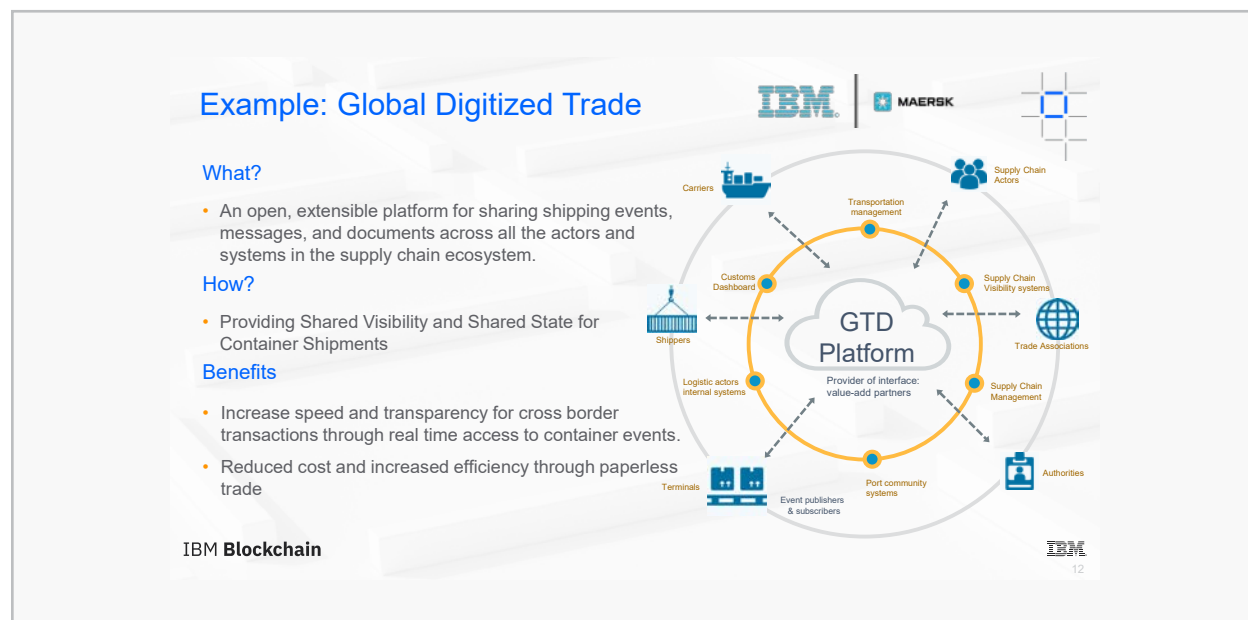 Example: Global Digitized Trade
IBM
MAERSK
What?
• An open, extensible platform for sharing shipping events,
messages, and documents across all the actors and
systems in the supply chain ecosystem.
How?
• Providing Shared Visibility and Shared State for
Container Shipments
Benefits
• Increase speed and transparency for cross border
transactions through real time access to container events.
• Reduced cost and increased efficiency through paperless
trade
Carriers
Supply Chain
Actors
Transportation
management
Customs
Dashboard
Supply Chain
Visibility systems
Shippers
GTD
Platform
Trade Associations
Provider of interface:
value-add partners
Logistic actors
internal systems
Supply Chain
Management
Terminals
Event publishers
& subscribers
Port community
systems
Authorities
IBM Blockchain
IBM
12